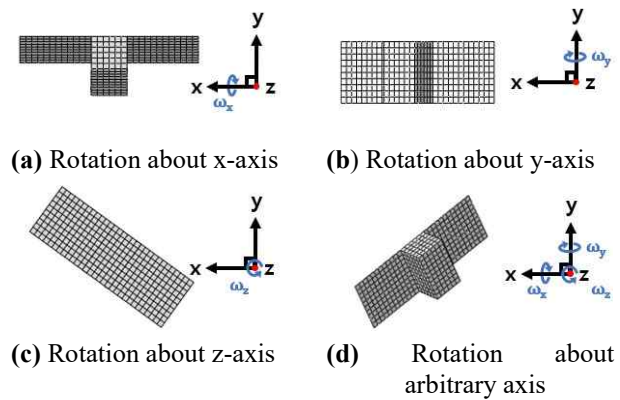 y
x
z
ωx
y
ωy
x
z
(a) Rotation about x-axis
(b) Rotation about y-axis
y
x
z
ωz
y
ωy
x
z
ωx
ωz
(c) Rotation about z-axis
(d) Rotation about
arbitrary axis